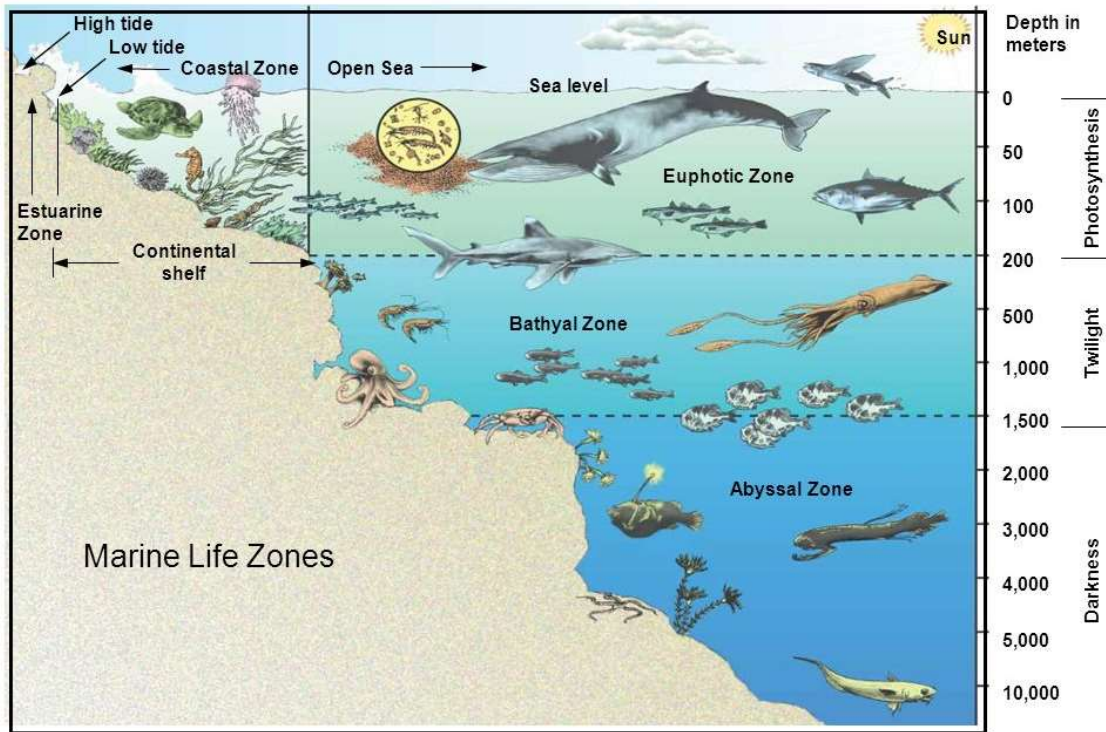 High tide
Low tide
Coastal Zone
Open Sea
Sun
Depth in
meters
Sea level
0
50
Euphotic Zone
100
Photosynthesis
Estuarine
Zone
Continental
shelf
200
Bathyal Zone
500
Twilight
1,000
1,500
2,000
Abyssal Zone
3,000
Marine Life Zones
4,000
Darkness
5,000
10,000